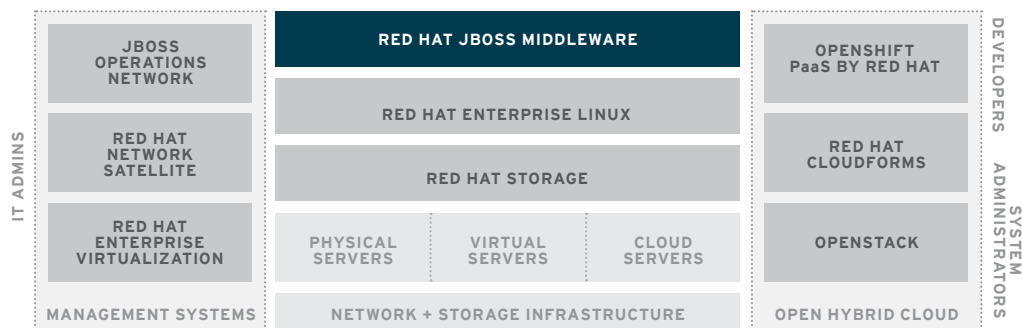 IT ADMINS
JBOSS
OPERATIONS
NETWORK
RED HAT
NETWORK
SATELLITE
RED HAT
ENTERPRISE
VIRTUALIZATION
MANAGEMENT SYSTEMS
RED HAT JBOSS MIDDLEWARE
RED HAT ENTERPRISE LINUX
RED HAT STORAGE
PHYSICAL
SERVERS
VIRTUAL
SERVERS
CLOUD
SERVERS
NETWORK + STORAGE INFRASTRUCTURE
OPENSHIFT
PaaS BY RED HAT
RED HAT
CLOUDFORMS
OPENSTACK
OPEN HYBRID CLOUD
DEVELOPERS
SYSTEM
ADMINISTRATORS